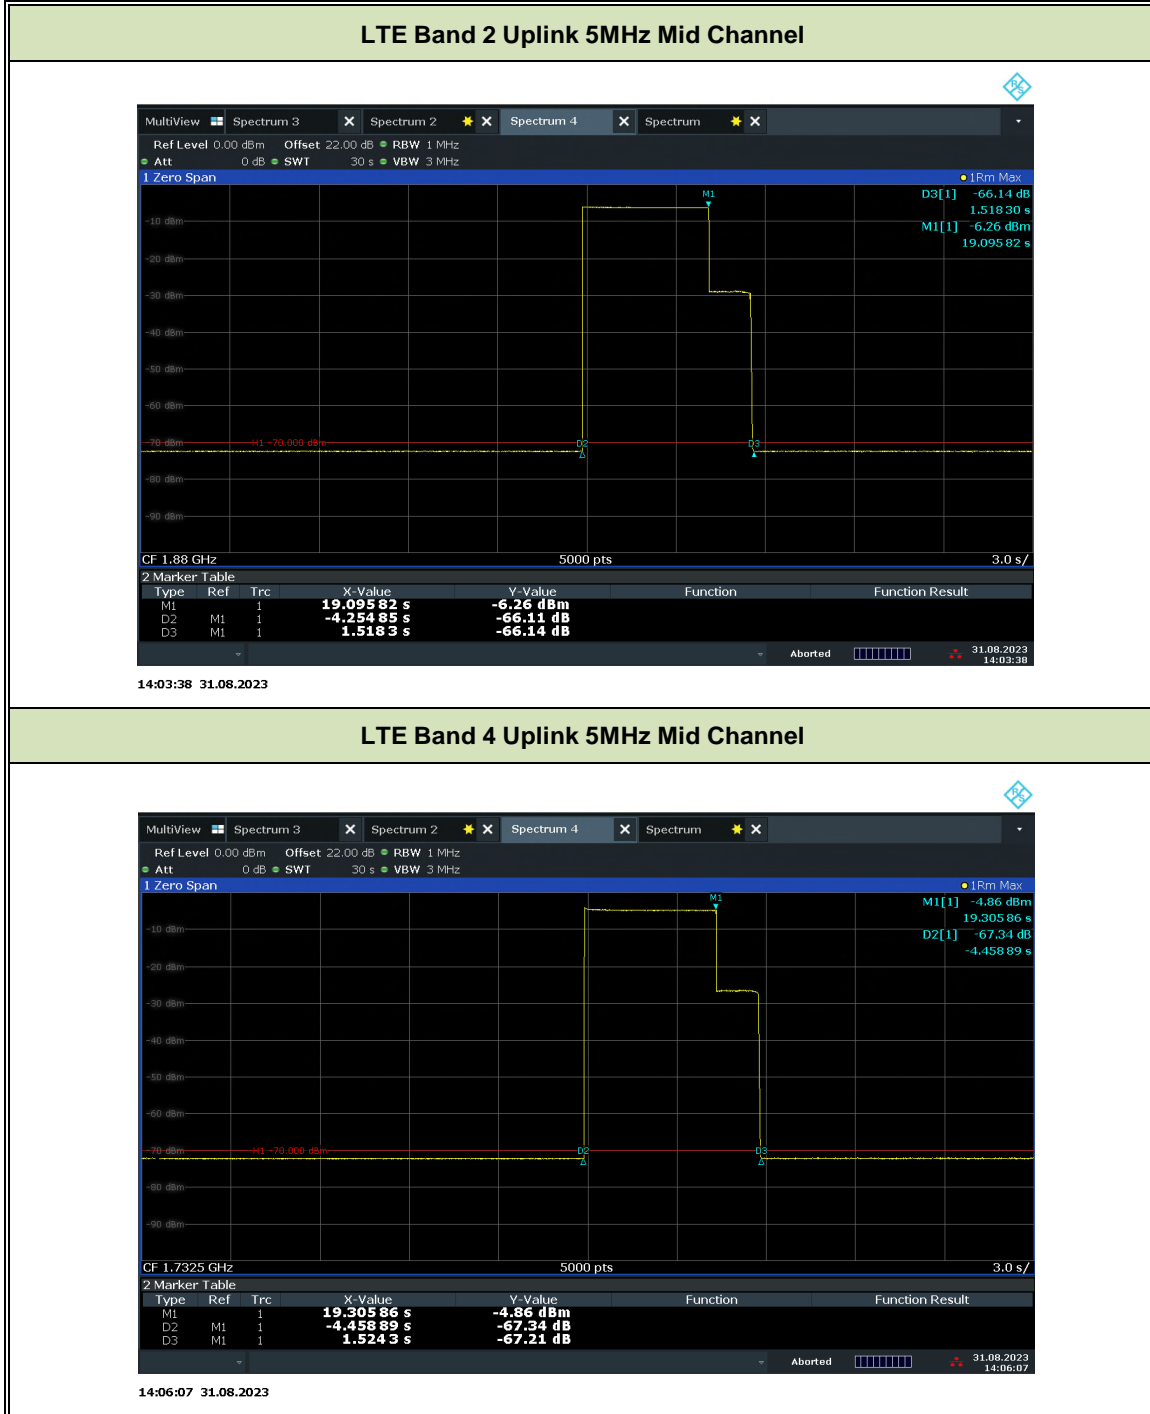 LTE Band 2 Uplink 5MHz Mid Channel
R&S
MultiView Spectrum 3 Spectrum 2 Spectrum 4 Spectrum
Ref Level 0.00 dBm Offset 22.00 dB RBW 1 MHz
Att 0 dB SWT 30 s VBW 3 MHz
1 Zero Span 1Rm Max
M1
D3[1] -66.14 dB
1.518 30 s
M1[1] -6.26 dBm
19.095 82 s
-10 dBm
-20 dBm
-30 dBm
-40 dBm
-50 dBm
-60 dBm
-70 dBm H1 -70.000 dBm D2 D3
-80 dBm
-90 dBm
CF 1.88 GHz 5000 pts 3.0 s/
2 Marker Table
Type Ref Trc X-Value Y-Value Function Function Result
M1 1 19.095 82 s -6.26 dBm
D2 M1 1 -4.254 85 s -66.11 dB
D3 M1 1 1.518 3 s -66.14 dB
Aborted 31.08.2023
14:03:38
14:03:38 31.08.2023
LTE Band 4 Uplink 5MHz Mid Channel
R&S
MultiView Spectrum 3 Spectrum 2 Spectrum 4 Spectrum
Ref Level 0.00 dBm Offset 22.00 dB RBW 1 MHz
Att 0 dB SWT 30 s VBW 3 MHz
1 Zero Span 1Rm Max
M1
M1[1] -4.86 dBm
19.305 86 s
D2[1] -67.34 dB
-4.458 89 s
-10 dBm
-20 dBm
-30 dBm
-40 dBm
-50 dBm
-60 dBm
-70 dBm H1 -70.000 dBm D2 D3
-80 dBm
-90 dBm
CF 1.7325 GHz 5000 pts 3.0 s/
2 Marker Table
Type Ref Trc X-Value Y-Value Function Function Result
M1 1 19.305 86 s -4.86 dBm
D2 M1 1 -4.458 89 s -67.34 dB
D3 M1 1 1.524 3 s -67.21 dB
Aborted 31.08.2023
14:06:07
14:06:07 31.08.2023